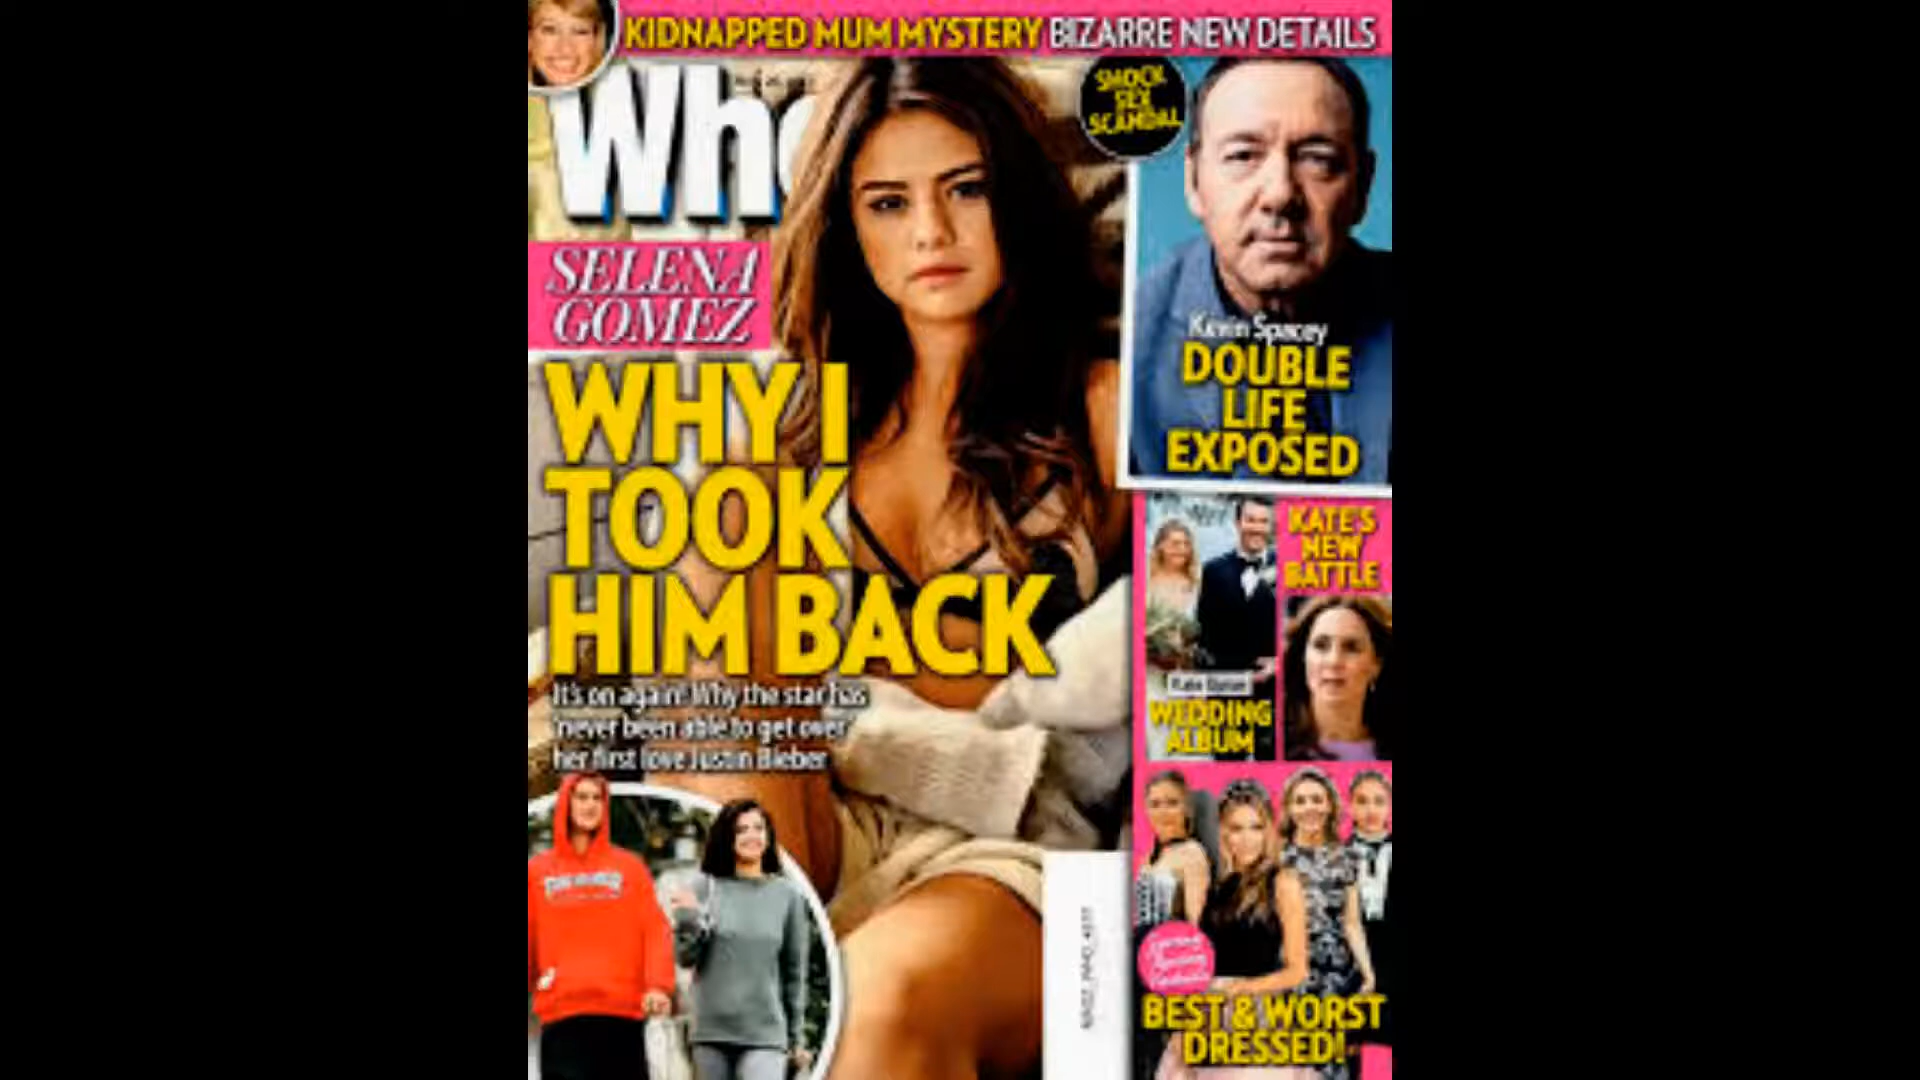 KIDNAPPED MUM MYSTERY BIZARRE NEW DETAILS
Who
SHOCK
SEX
SCANDAL
SELENA
GOMEZ
WHY I
TOOK
HIM BACK
It's on again! Why the star has
'never been able to get over'
her first love Justin Bieber
Kevin Spacey
DOUBLE
LIFE
EXPOSED
KATE'S
NEW
BATTLE
WEDDING
ALBUM
BEST & WORST
DRESSED!